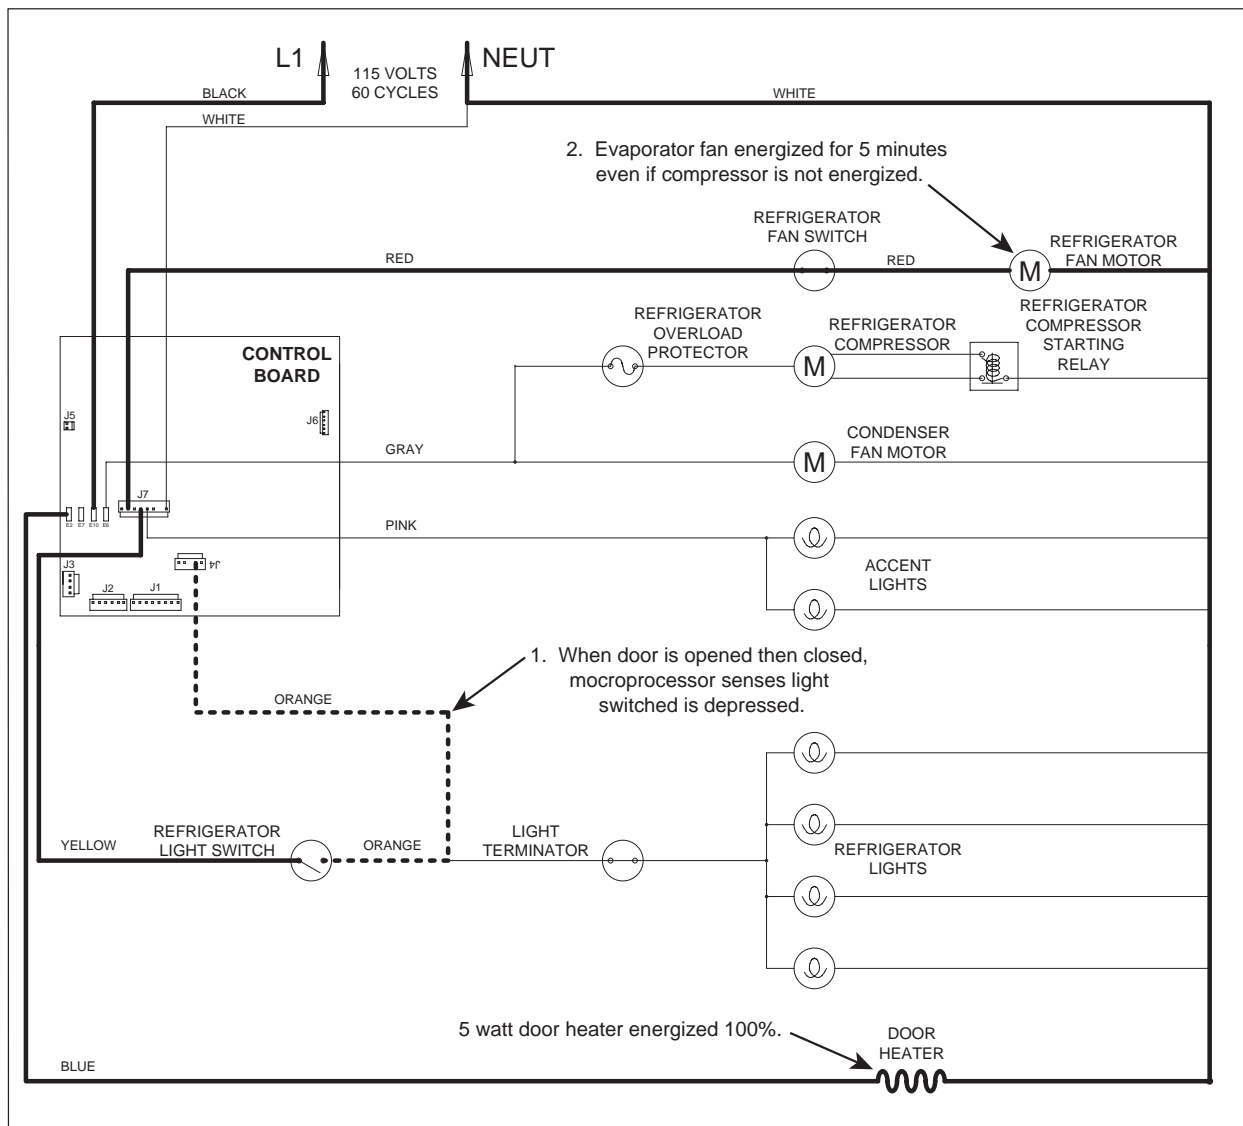 L1
NEUT
115 VOLTS
60 CYCLES
BLACK
WHITE
WHITE
2. Evaporator fan energized for 5 minutes
even if compressor is not energized.
REFRIGERATOR
FAN SWITCH
RED
RED
REFRIGERATOR
FAN MOTOR
REFRIGERATOR
OVERLOAD
PROTECTOR
REFRIGERATOR
COMPRESSOR
REFRIGERATOR
COMPRESSOR
STARTING
RELAY
M
M
CONTROL
BOARD
J5
J6
GRAY
CONDENSER
FAN MOTOR
M
J7
E2
E7
E10
E6
PINK
ACCENT
LIGHTS
J4
J3
J2
J1
1. When door is opened then closed,
mocroprocessor senses light
switched is depressed.
ORANGE
YELLOW
REFRIGERATOR
LIGHT SWITCH
ORANGE
LIGHT
TERMINATOR
REFRIGERATOR
LIGHTS
5 watt door heater energized 100%.
DOOR
HEATER
BLUE